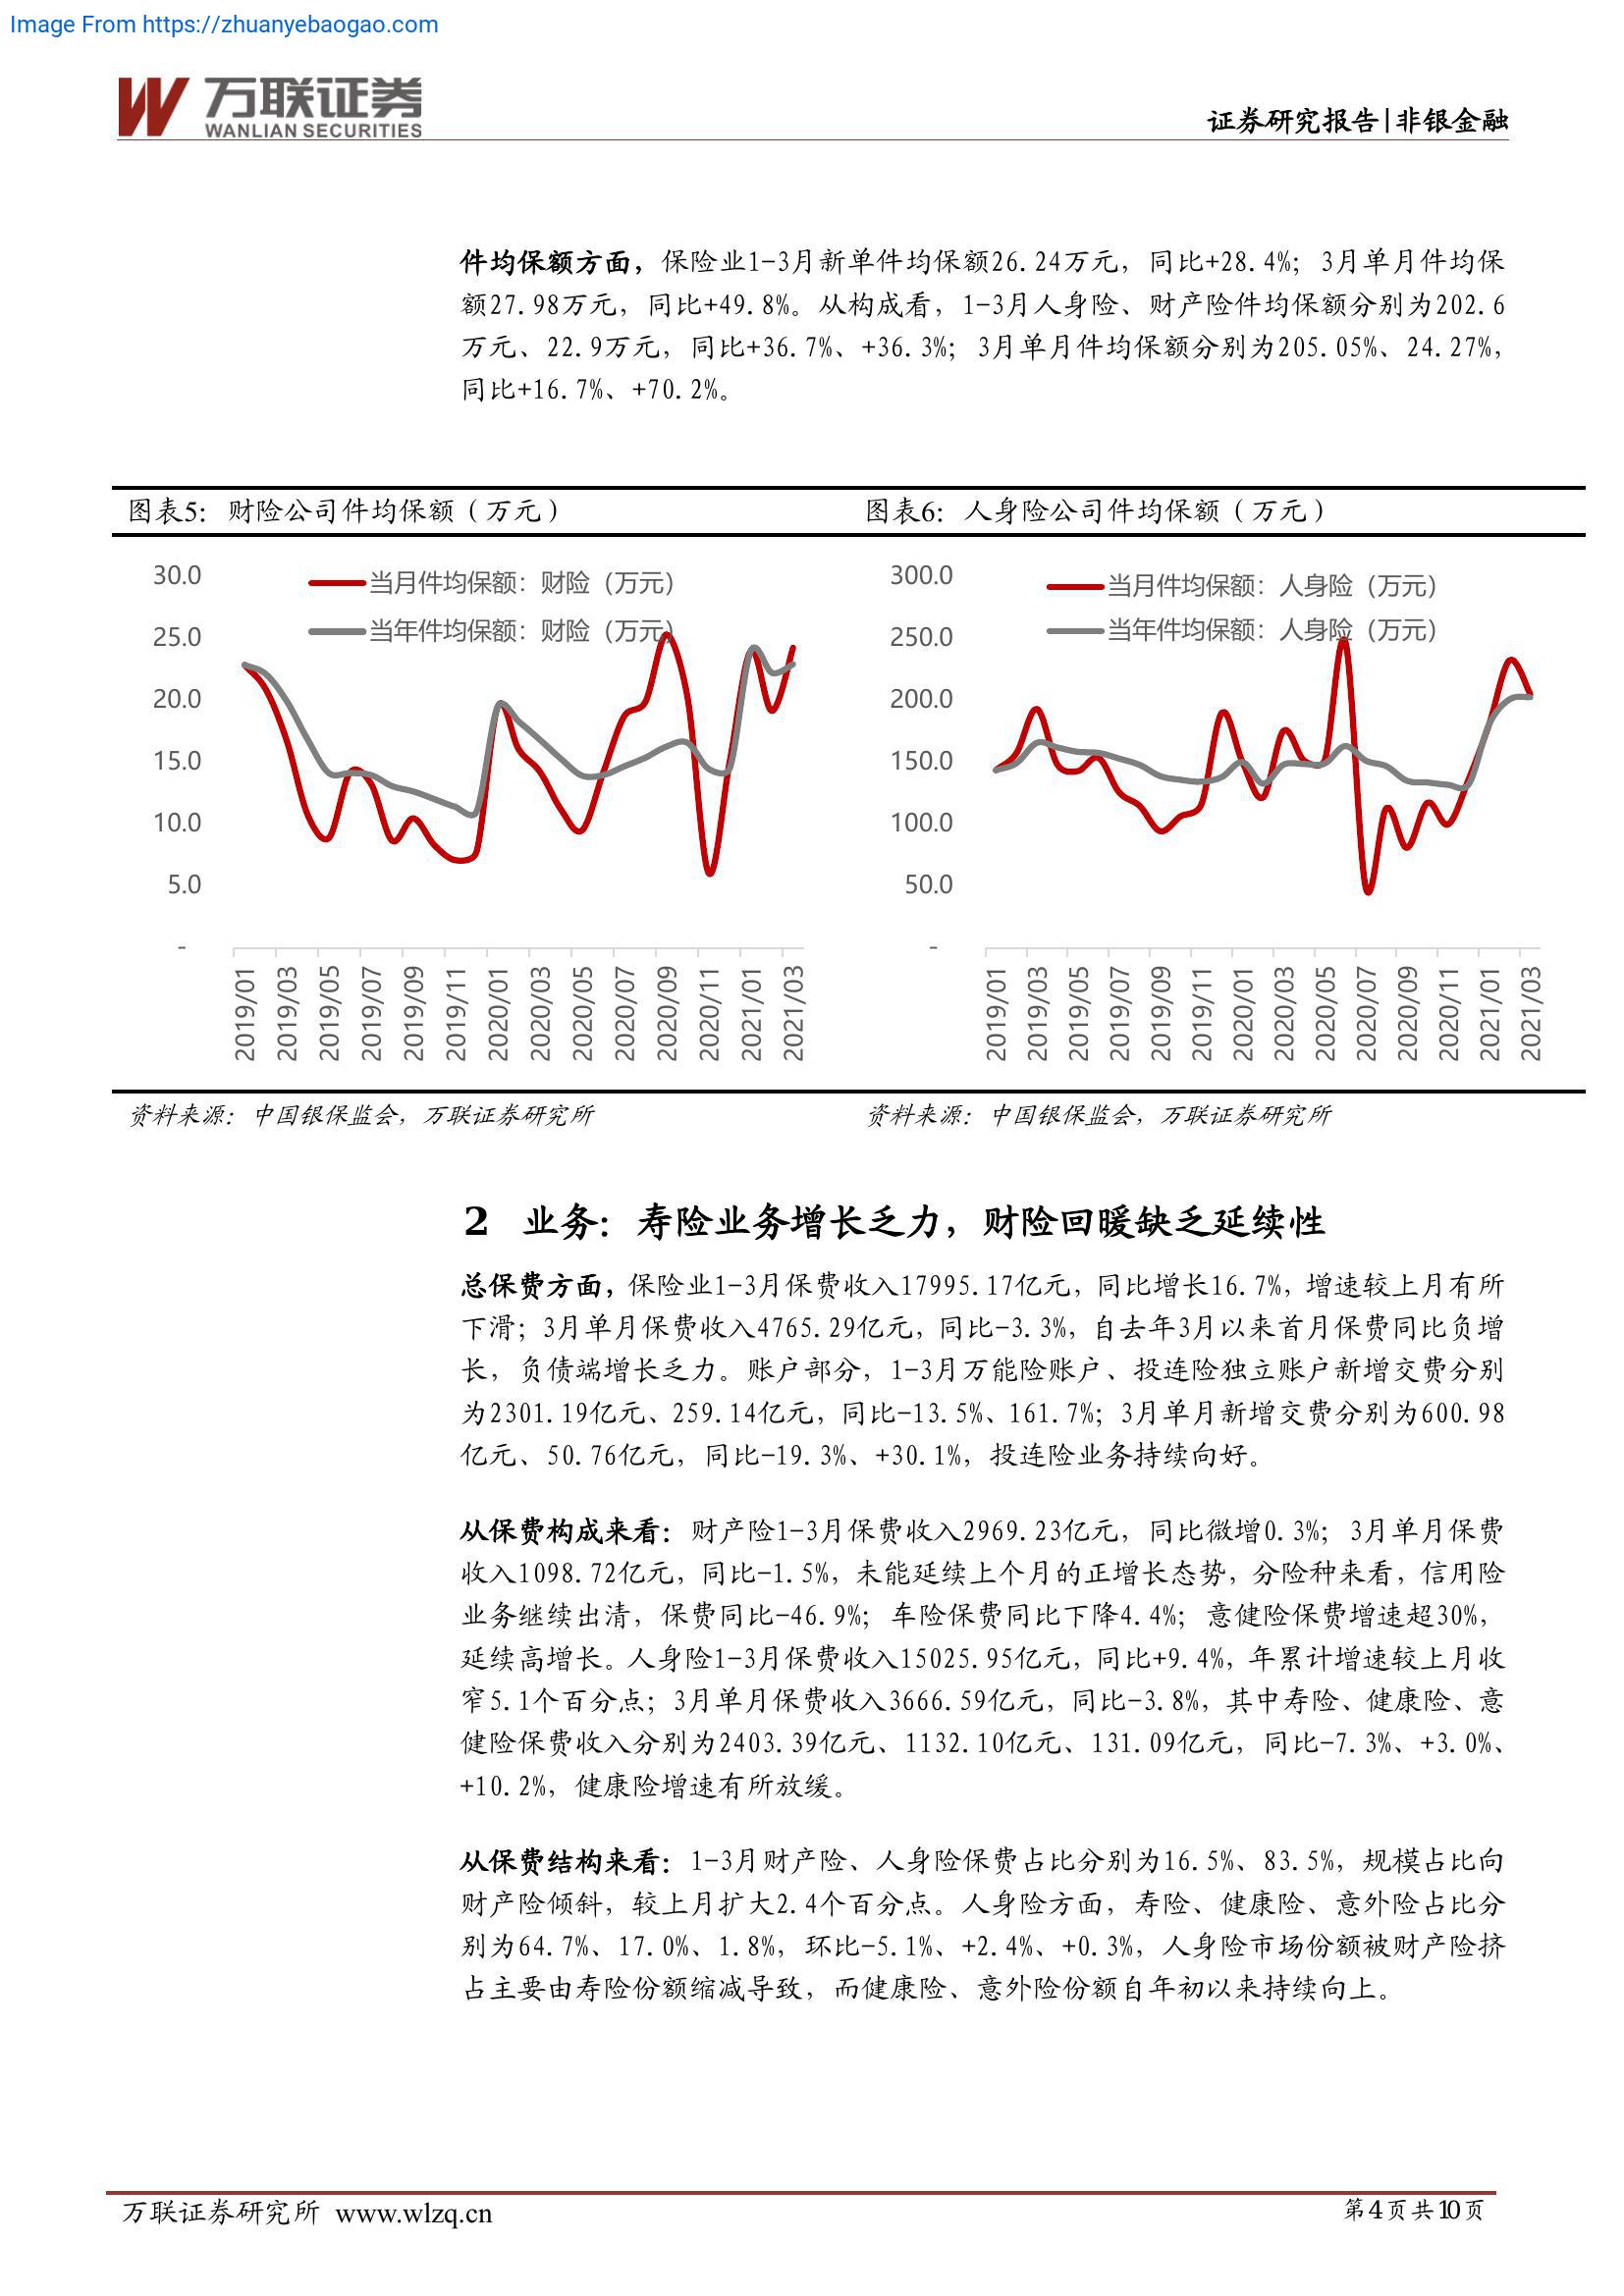 Image From https://zhuanyebaogao.com
万联证券
WANLIAN SECURITIES
证券研究报告|非银金融
件均保额方面，保险业1-3月新单件均保额26.24万元，同比+28.4%；3月单月件均保
额27.98万元，同比+49.8%。从构成看，1-3月人身险、财产险件均保额分别为202.6
万元、22.9万元，同比+36.7%、+36.3%；3月单月件均保额分别为205.05%、24.27%，
同比+16.7%、+70.2%。
图表5：财险公司件均保额（万元）
30.0
25.0
20.0
15.0
10.0
5.0
-
当月件均保额：财险（万元）
当年件均保额：财险（万元）
2019/01
2019/03
2019/05
2019/07
2019/09
2019/11
2020/01
2020/03
2020/05
2020/07
2020/09
2020/11
2021/01
2021/03
资料来源：中国银保监会，万联证券研究所
图表6：人身险公司件均保额（万元）
300.0
250.0
200.0
150.0
100.0
50.0
-
当月件均保额：人身险（万元）
当年件均保额：人身险（万元）
2019/01
2019/03
2019/05
2019/07
2019/09
2019/11
2020/01
2020/03
2020/05
2020/07
2020/09
2020/11
2021/01
2021/03
资料来源：中国银保监会，万联证券研究所
2 业务：寿险业务增长乏力，财险回暖缺乏延续性
总保费方面，保险业1-3月保费收入17995.17亿元，同比增长16.7%，增速较上月有所
下滑；3月单月保费收入4765.29亿元，同比-3.3%，自去年3月以来首月保费同比负增
长，负债端增长乏力。账户部分，1-3月万能险账户、投连险独立账户新增交费分别
为2301.19亿元、259.14亿元，同比-13.5%、161.7%；3月单月新增交费分别为600.98
亿元、50.76亿元，同比-19.3%、+30.1%，投连险业务持续向好。
从保费构成来看：财产险1-3月保费收入2969.23亿元，同比微增0.3%；3月单月保费
收入1098.72亿元，同比-1.5%，未能延续上个月的正增长态势，分险种来看，信用险
业务继续出清，保费同比-46.9%；车险保费同比下降4.4%；意健险保费增速超30%，
延续高增长。人身险1-3月保费收入15025.95亿元，同比+9.4%，年累计增速较上月收
窄5.1个百分点；3月单月保费收入3666.59亿元，同比-3.8%，其中寿险、健康险、意
健险保费收入分别为2403.39亿元、1132.10亿元、131.09亿元，同比-7.3%、+3.0%、
+10.2%，健康险增速有所放缓。
从保费结构来看：1-3月财产险、人身险保费占比分别为16.5%、83.5%，规模占比向
财产险倾斜，较上月扩大2.4个百分点。人身险方面，寿险、健康险、意外险占比分
别为64.7%、17.0%、1.8%，环比-5.1%、+2.4%、+0.3%，人身险市场份额被财产险挤
占主要由寿险份额缩减导致，而健康险、意外险份额自年初以来持续向上。
万联证券研究所 www.wlzq.cn
第4页共10页